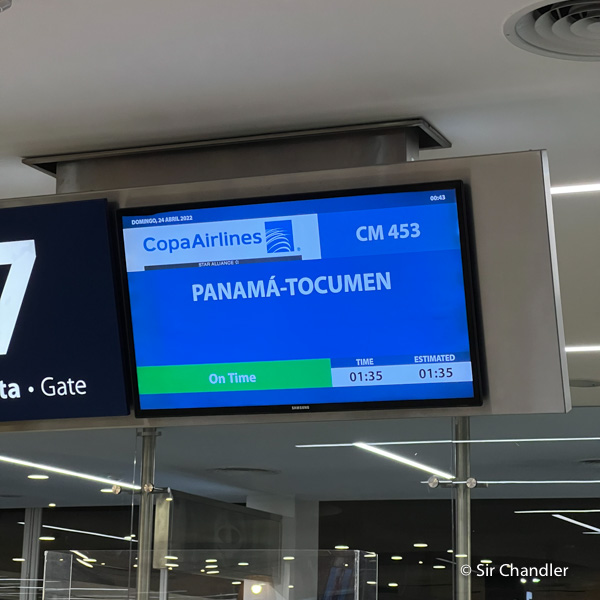 DOMINGO, 24 ABRIL 2022
00:43
CopaAirlines
CM 453
STAR ALLIANCE
PANAMÁ-TOCUMEN
On Time
TIME
ESTIMATED
01:35
01:35
SAMSUNG
7
ta • Gate
© Sir Chandler